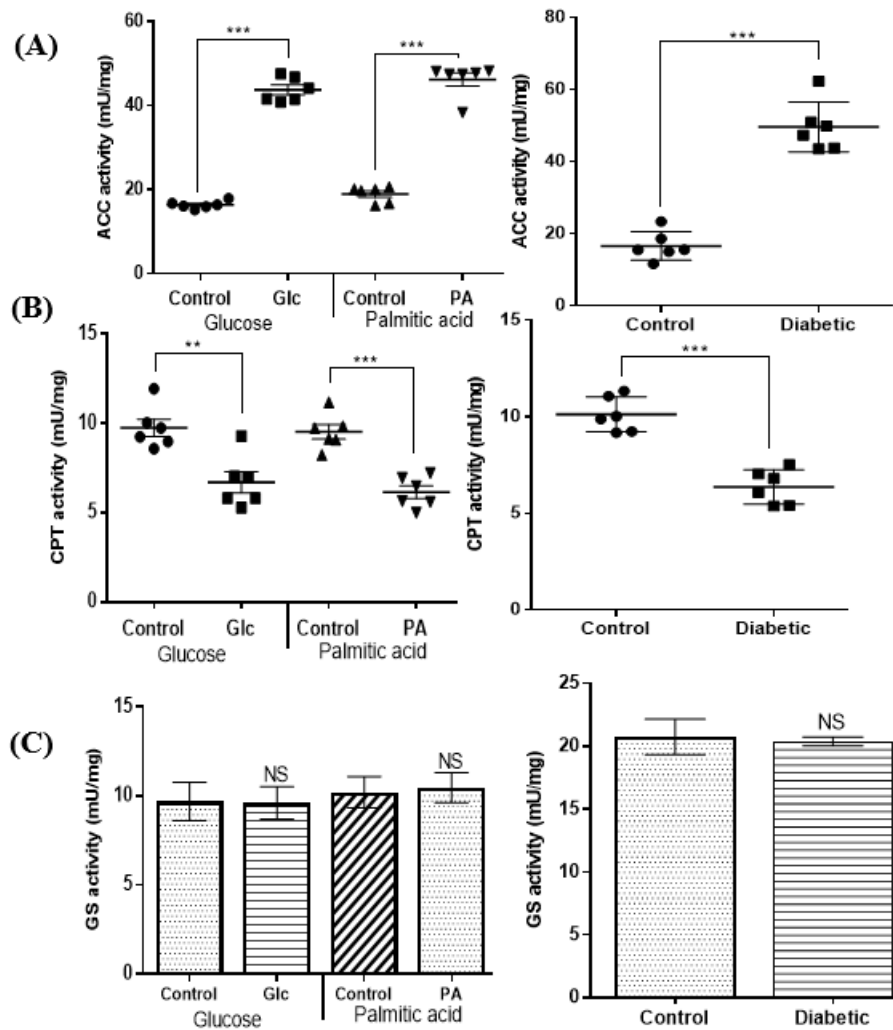 (A)
ACC activity (mU/mg)
60
40
20
0
***
***
Control Glc Control PA
Glucose Palmitic acid
ACC activity (mU/mg)
80
60
40
20
0
***
Control Diabetic
(B)
CPT activity (mU/mg)
15
10
5
0
**
***
Control Glc Control PA
Glucose Palmitic acid
CPT activity (mU/mg)
15
10
5
0
***
Control Diabetic
(C)
GS activity (mU/mg)
15
10
5
0
NS
NS
Control Glc Control PA
Glucose Palmitic acid
GS activity (mU/mg)
25
20
15
10
5
0
NS
Control Diabetic